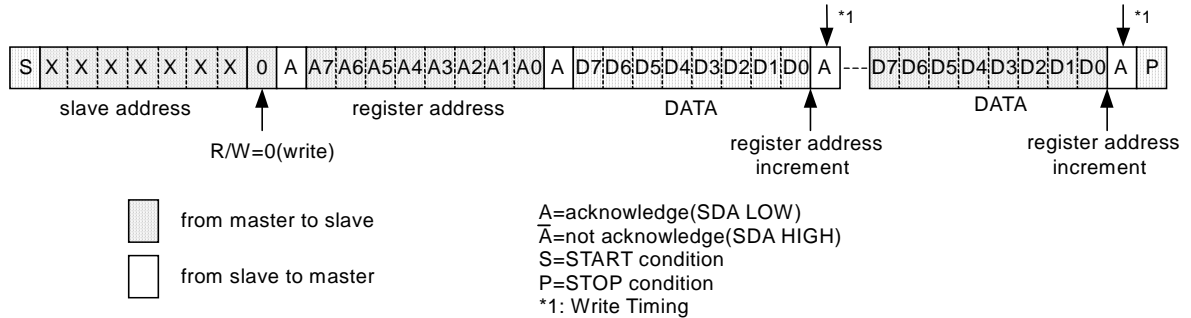 *1 *1
S X X X X X X X 0 A A7 A6 A5 A4 A3 A2 A1 A0 A D7 D6 D5 D4 D3 D2 D1 D0 A D7 D6 D5 D4 D3 D2 D1 D0 A P
slave address register address DATA DATA
R/W=0(write)
register address
increment
register address
increment
from master to slave
from slave to master
A=acknowledge(SDA LOW)
A̅=not acknowledge(SDA HIGH)
S=START condition
P=STOP condition
*1: Write Timing